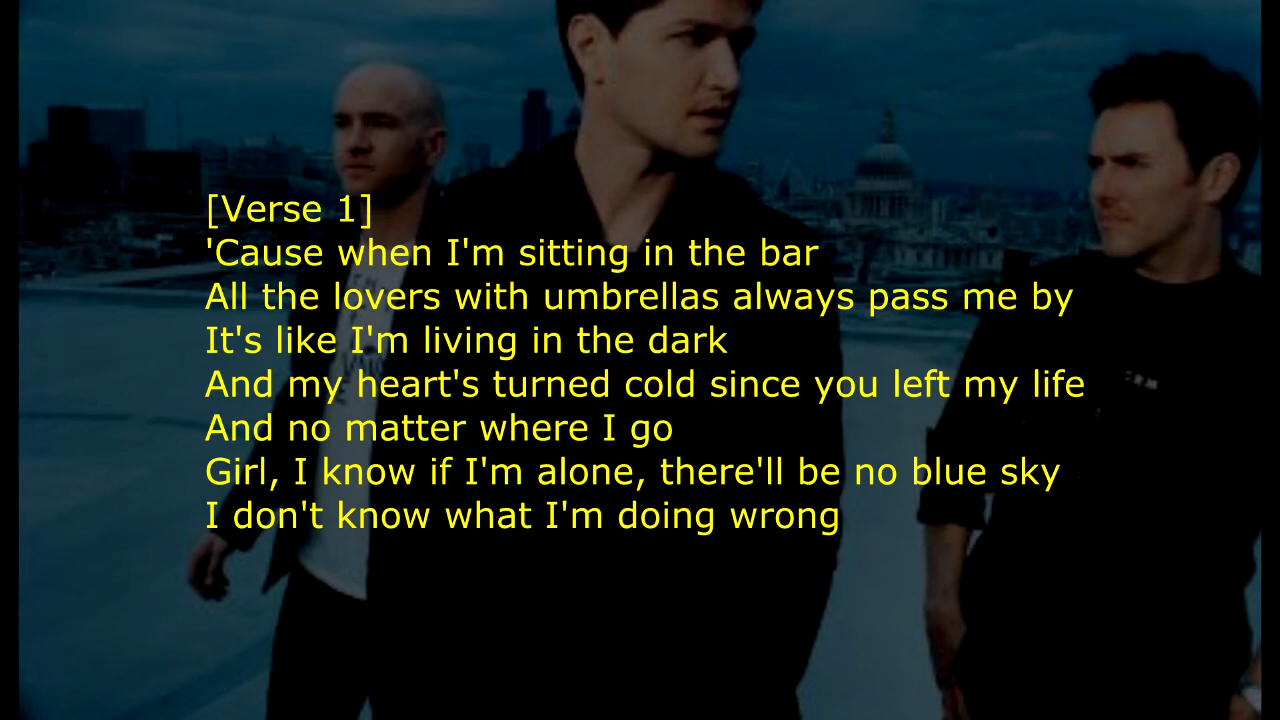 [Verse 1]
'Cause when I'm sitting in the bar
All the lovers with umbrellas always pass me by
It's like I'm living in the dark
And my heart's turned cold since you left my life
And no matter where I go
Girl, I know if I'm alone, there'll be no blue sky
I don't know what I'm doing wrong